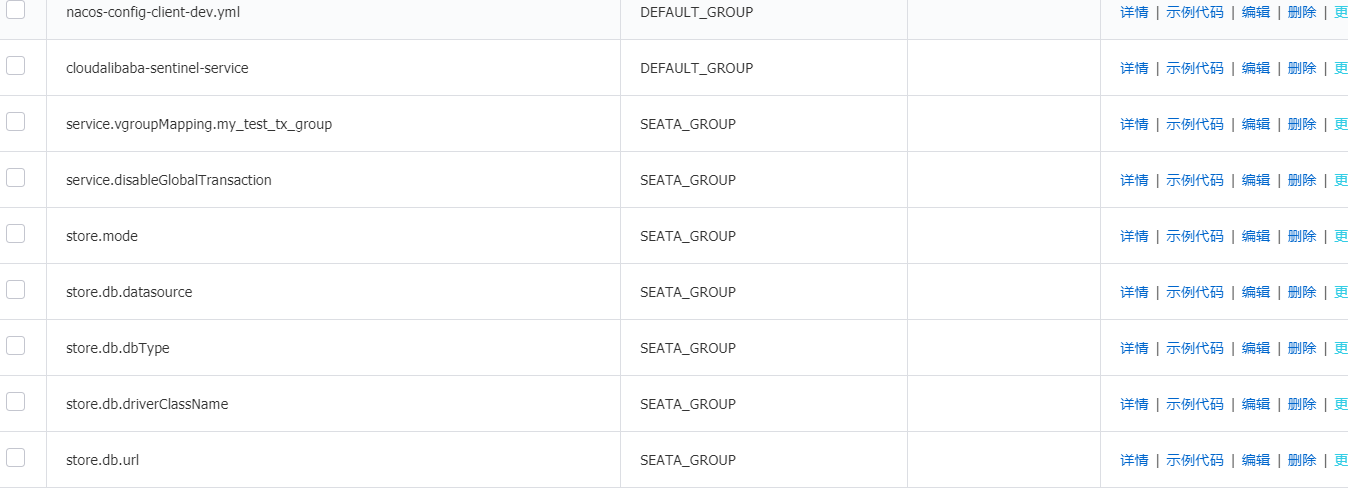 nacos-config-client-dev.yml DEFAULT_GROUP 详情 | 示例代码 | 编辑 | 删除 | 更
cloudalibaba-sentinel-service DEFAULT_GROUP 详情 | 示例代码 | 编辑 | 删除 | 更
service.vgroupMapping.my_test_tx_group SEATA_GROUP 详情 | 示例代码 | 编辑 | 删除 | 更
service.disableGlobalTransaction SEATA_GROUP 详情 | 示例代码 | 编辑 | 删除 | 更
store.mode SEATA_GROUP 详情 | 示例代码 | 编辑 | 删除 | 更
store.db.datasource SEATA_GROUP 详情 | 示例代码 | 编辑 | 删除 | 更
store.db.dbType SEATA_GROUP 详情 | 示例代码 | 编辑 | 删除 | 更
store.db.driverClassName SEATA_GROUP 详情 | 示例代码 | 编辑 | 删除 | 更
store.db.url SEATA_GROUP 详情 | 示例代码 | 编辑 | 删除 | 更